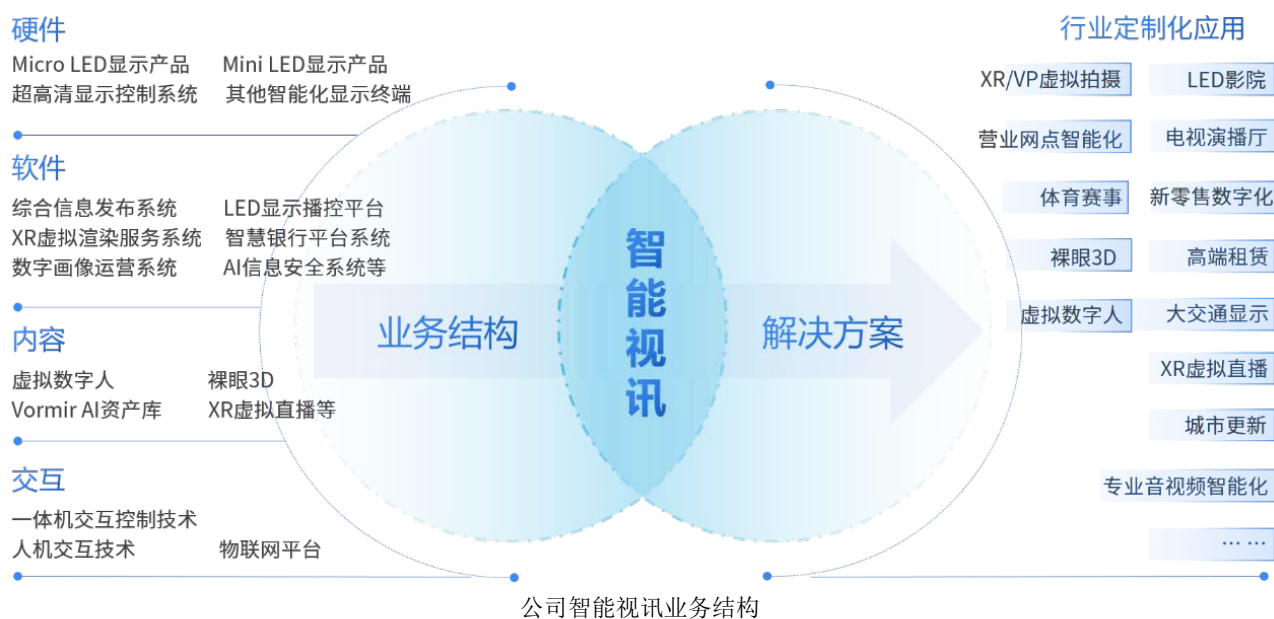 硬件
Micro LED显示产品 Mini LED显示产品
超高清显示控制系统 其他智能化显示终端
软件
综合信息发布系统 LED显示播控平台
XR虚拟渲染服务系统 智慧银行平台系统
数字画像运营系统 AI信息安全系统等
内容
虚拟数字人 裸眼3D
Vormir AI资产库 XR虚拟直播等
交互
一体机交互控制技术
人机交互技术 物联网平台
业务结构
智能视讯
解决方案
行业定制化应用
XR/VP虚拟拍摄 LED影院
营业网点智能化 电视演播厅
体育赛事 新零售数字化
裸眼3D 高端租赁
虚拟数字人 大交通显示
XR虚拟直播
城市更新
专业音视频智能化
… …
公司智能视讯业务结构